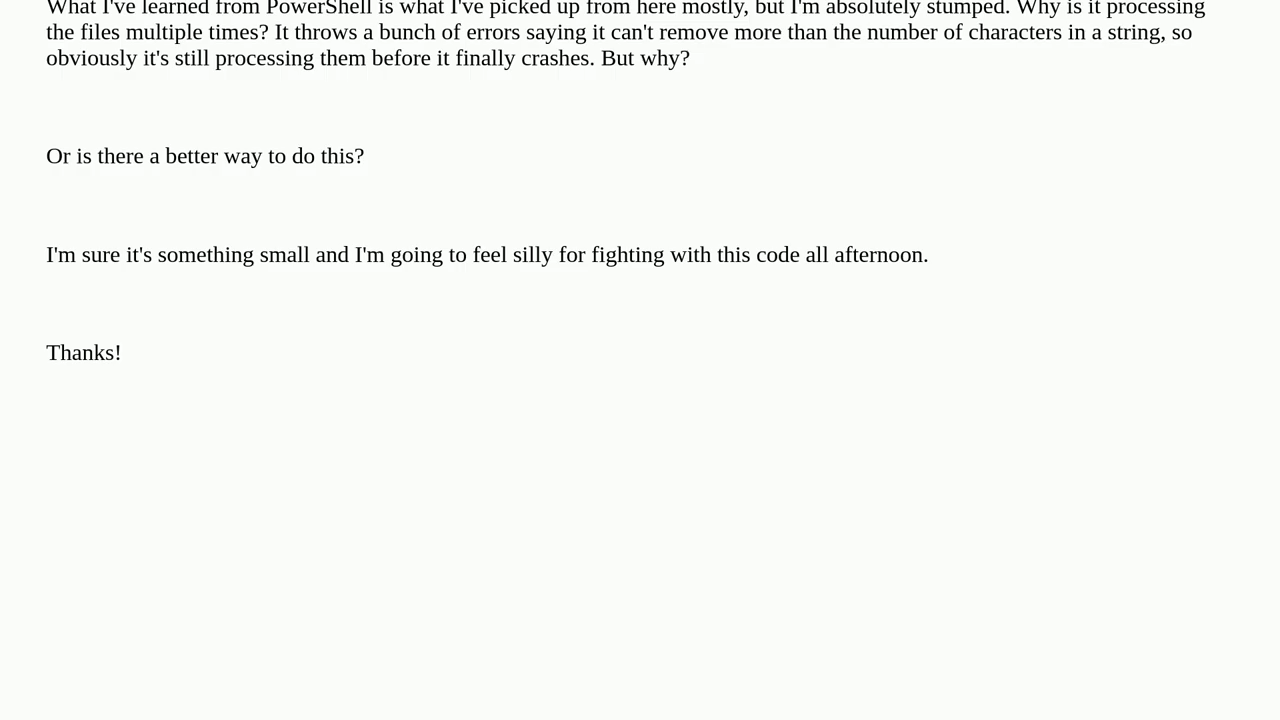 What I've learned from PowerShell is what I've picked up from here mostly, but I'm absolutely stumped. Why is it processing
the files multiple times? It throws a bunch of errors saying it can't remove more than the number of characters in a string, so
obviously it's still processing them before it finally crashes. But why?
Or is there a better way to do this?
I'm sure it's something small and I'm going to feel silly for fighting with this code all afternoon.
Thanks!